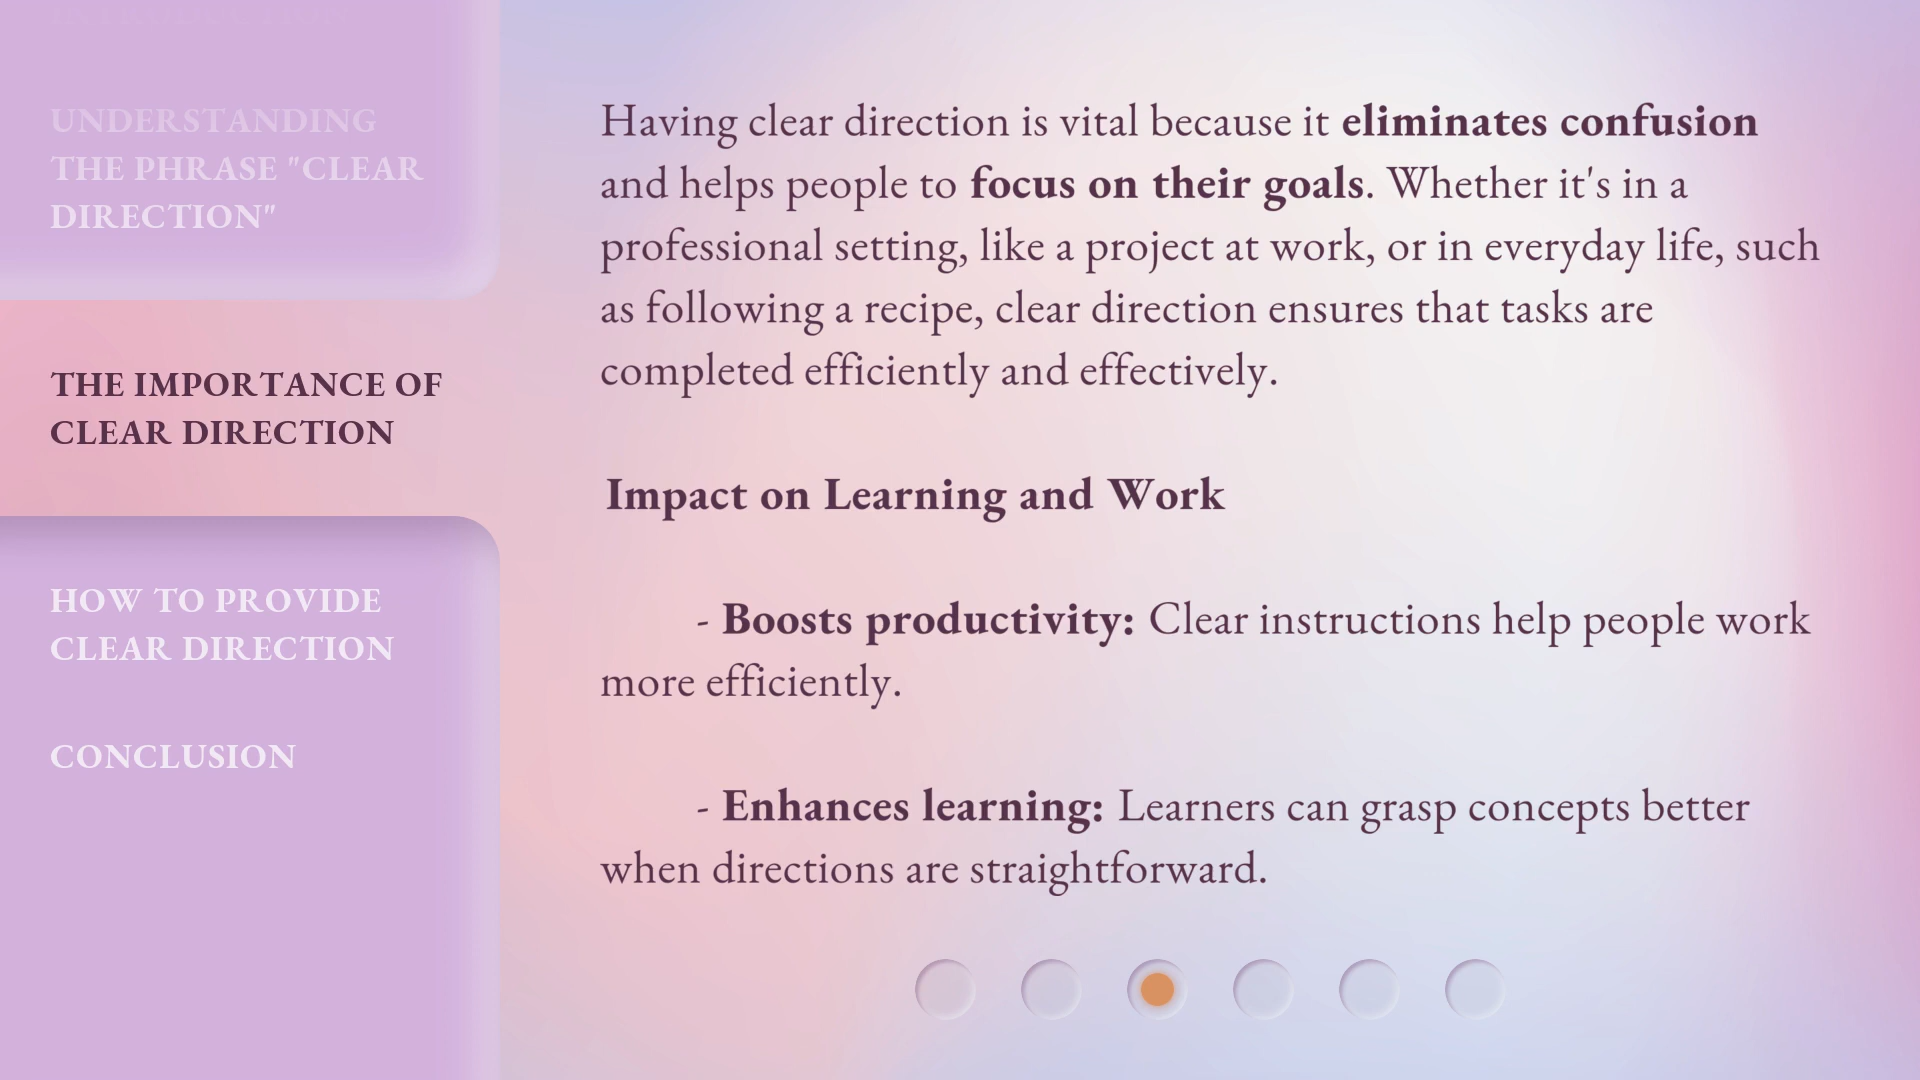 INTRODUCTION
UNDERSTANDING
THE PHRASE "CLEAR
DIRECTION"
THE IMPORTANCE OF
CLEAR DIRECTION
HOW TO PROVIDE
CLEAR DIRECTION
CONCLUSION
Having clear direction is vital because it eliminates confusion
and helps people to focus on their goals. Whether it's in a
professional setting, like a project at work, or in everyday life, such
as following a recipe, clear direction ensures that tasks are
completed efficiently and effectively.
Impact on Learning and Work
- Boosts productivity: Clear instructions help people work
more efficiently.
- Enhances learning: Learners can grasp concepts better
when directions are straightforward.